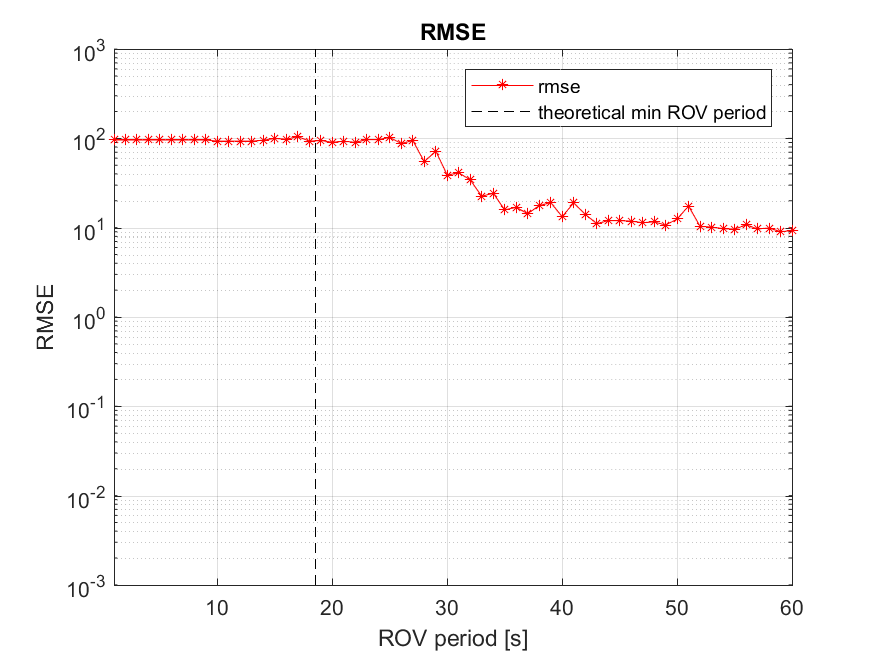 RMSE
10^3
10^2
10^1
10^0
10^-1
10^-2
10^-3
RMSE
rmse
theoretical min ROV period
10 20 30 40 50 60
ROV period [s]